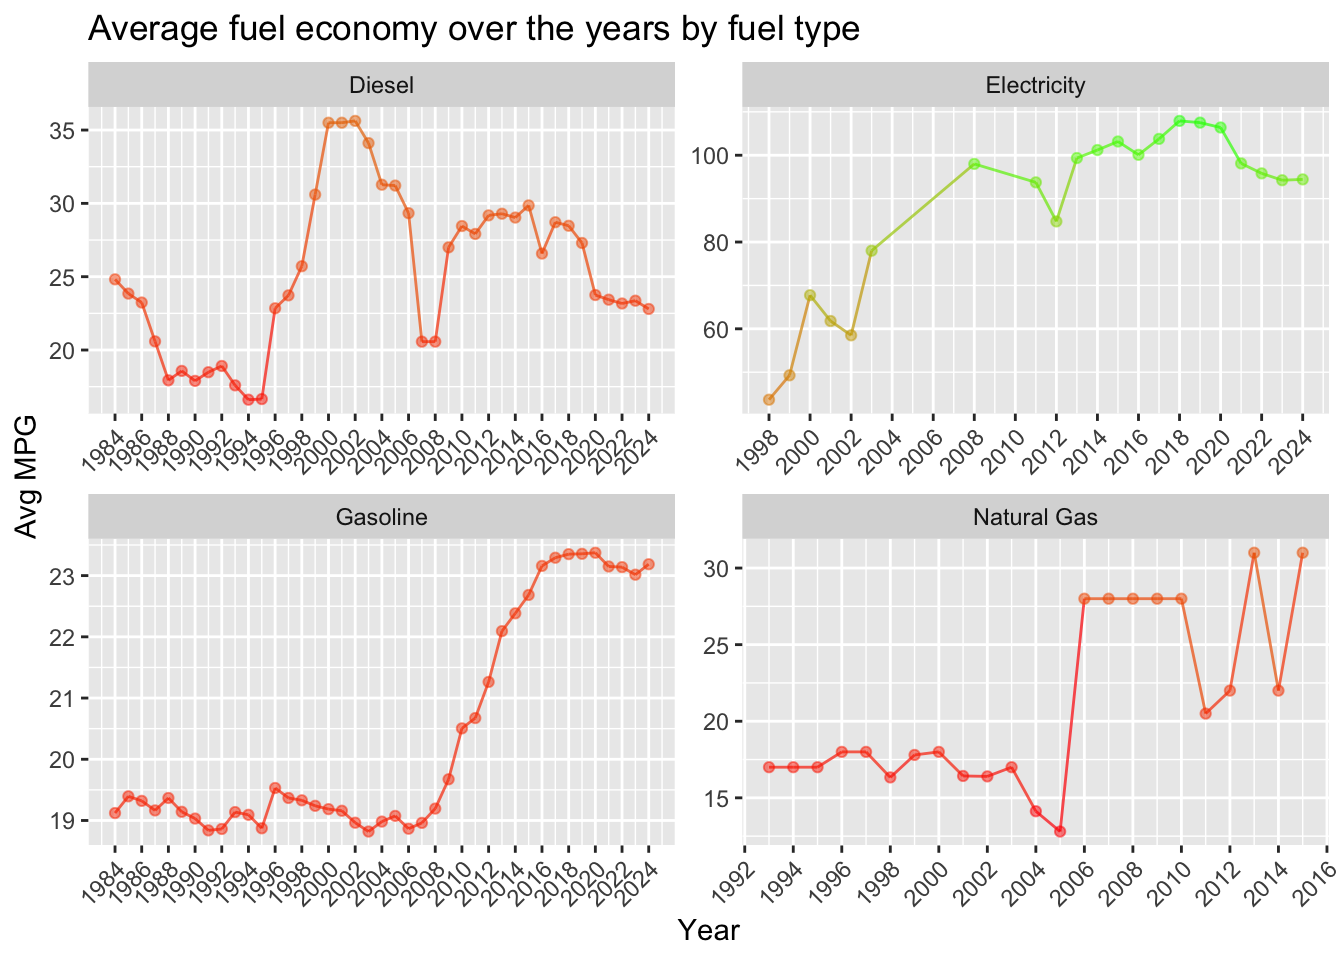 Average fuel economy over the years by fuel type
Diesel
35
30
25
20
1984 1986 1988 1990 1992 1994 1996 1998 2000 2002 2004 2006 2008 2010 2012 2014 2016 2018 2020 2022 2024
Electricity
100
80
60
1998 2000 2002 2004 2006 2008 2010 2012 2014 2016 2018 2020 2022 2024
Avg MPG
Gasoline
23
22
21
20
19
1984 1986 1988 1990 1992 1994 1996 1998 2000 2002 2004 2006 2008 2010 2012 2014 2016 2018 2020 2022 2024
Natural Gas
30
25
20
15
1992 1994 1996 1998 2000 2002 2004 2006 2008 2010 2012 2014 2016
Year